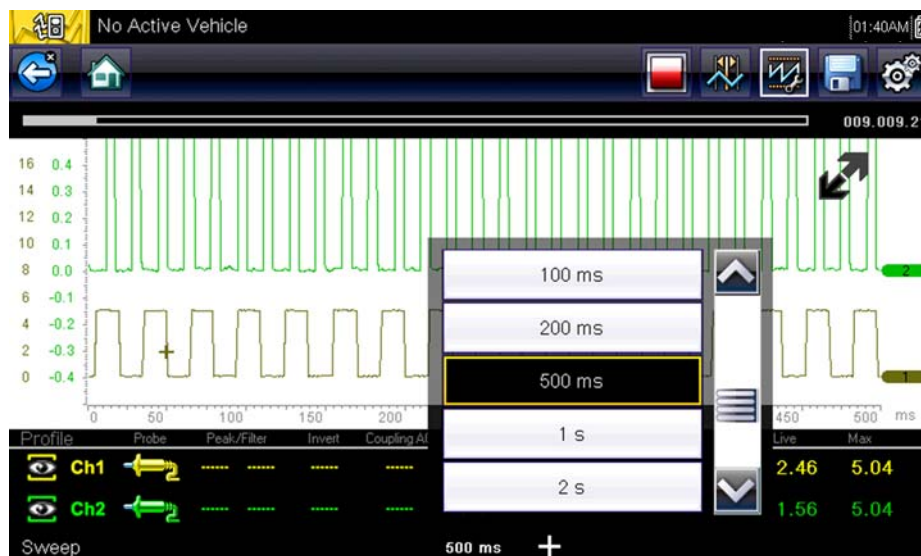 No Active Vehicle 01:40AM
009.009.2
16 0.4
14 0.3
12 0.2
10 0.1
8 0.0 2
6 -0.1
4 -0.2
2 -0.3
0 -0.4 1
100 ms
200 ms
500 ms
1 s
2 s
0 50 100 150 200 450 500 ms
Profile Probe Peak/Filter Invert Coupling Live Max
Ch1 ------ ------ ------ ------ 2.46 5.04
Ch2 ------ ------ ------ ------ 1.56 5.04
Sweep 500 ms